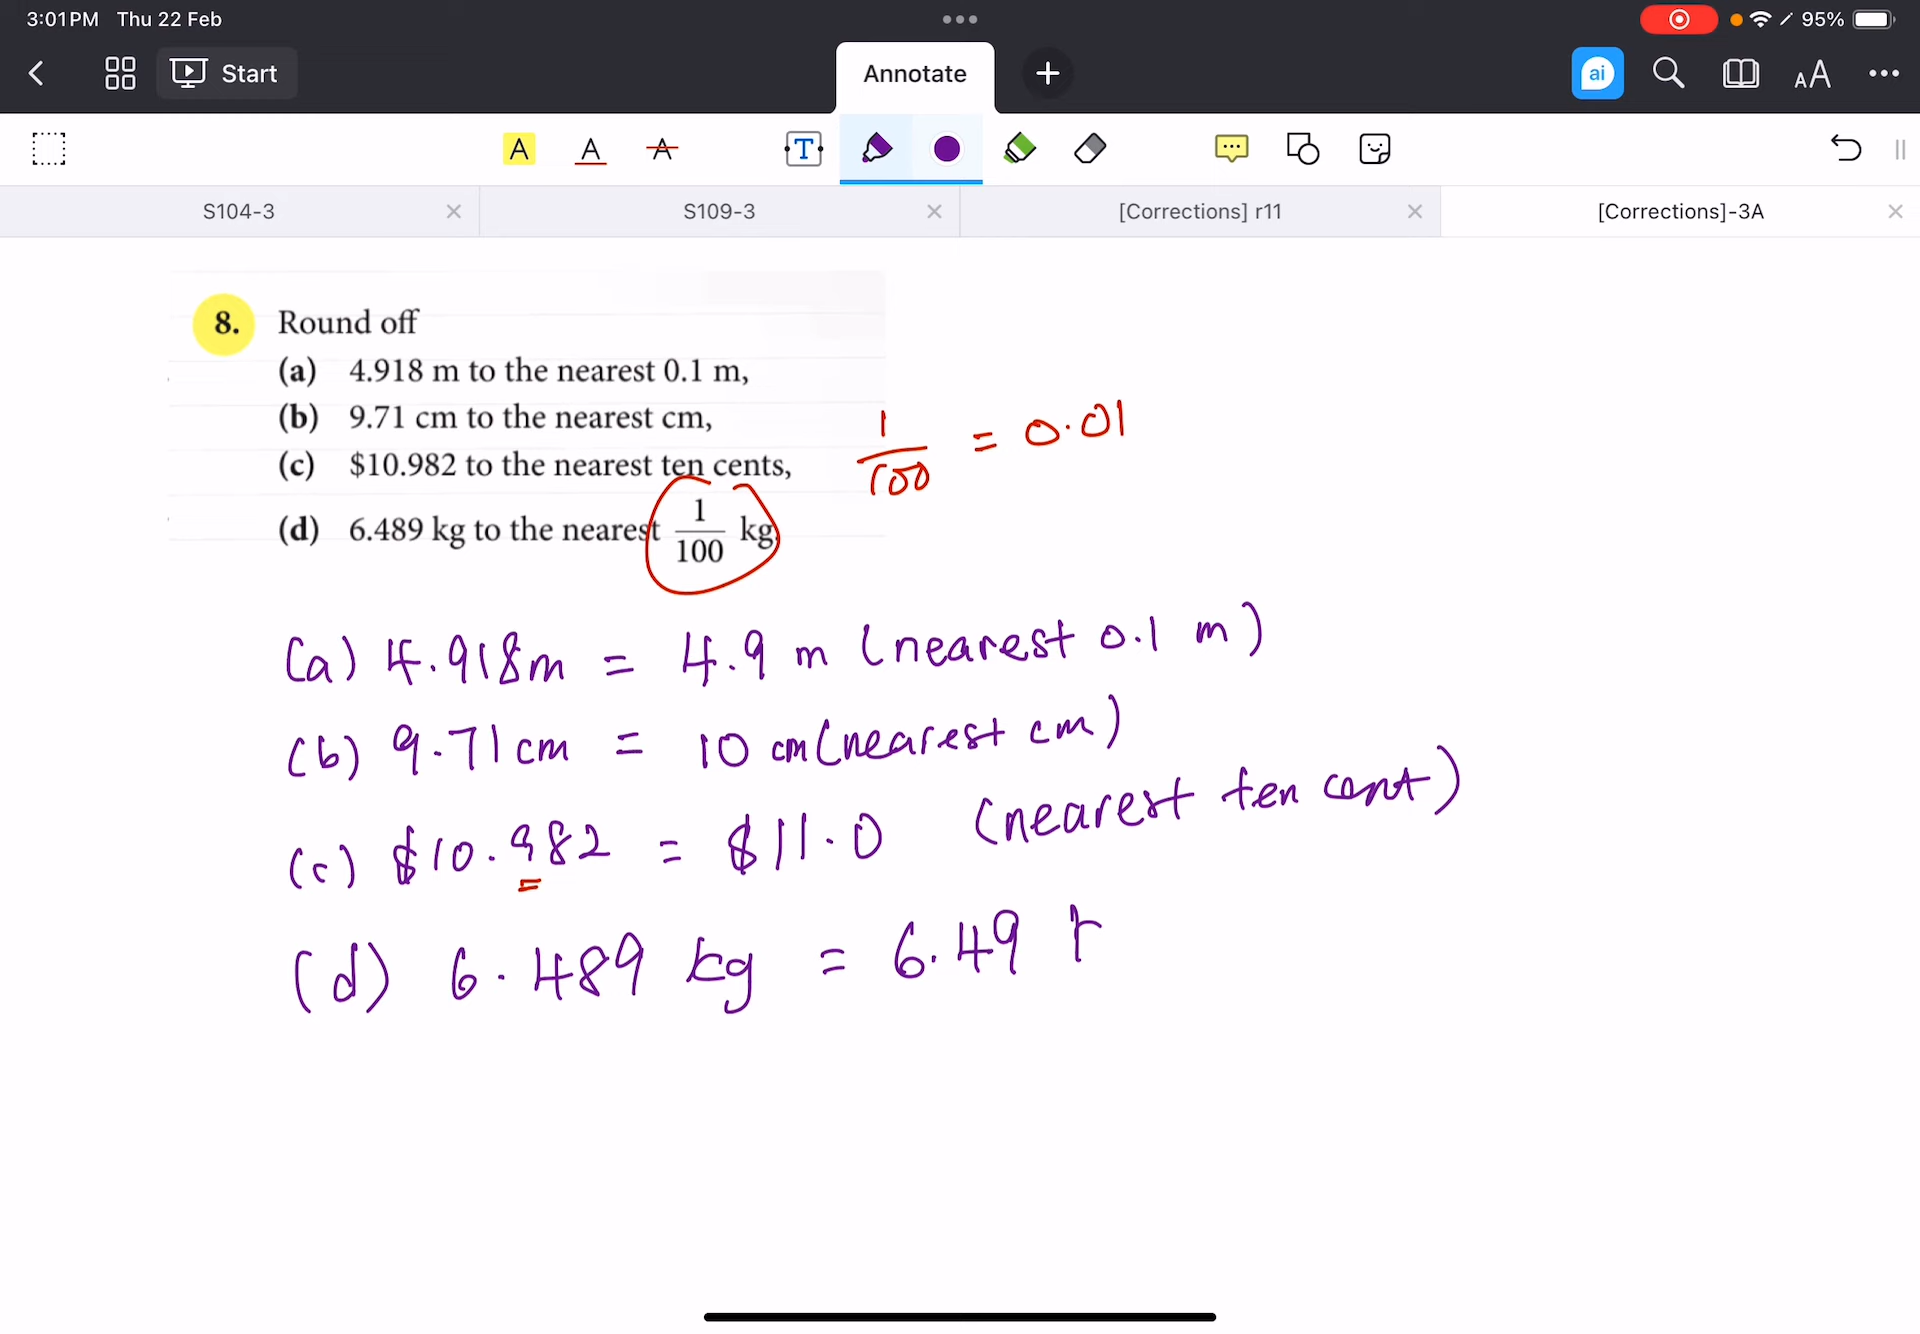 3:01PM Thu 22 Feb
95%
Start
Annotate
ai
AA
A A A T
S104-3
S109-3
[Corrections] r11
[Corrections]-3A
8. Round off
(a) 4.918 m to the nearest 0.1 m,
(b) 9.71 cm to the nearest cm,
(c) $10.982 to the nearest ten cents,
(d) 6.489 kg to the nearest 1/100 kg.
1/100 = 0.01
(a) 4.918m = 4.9 m (nearest 0.1 m)
(b) 9.71cm = 10 cm (nearest cm)
(c) $10.982 = $11.0 (nearest ten cent)
(d) 6.489 kg = 6.49